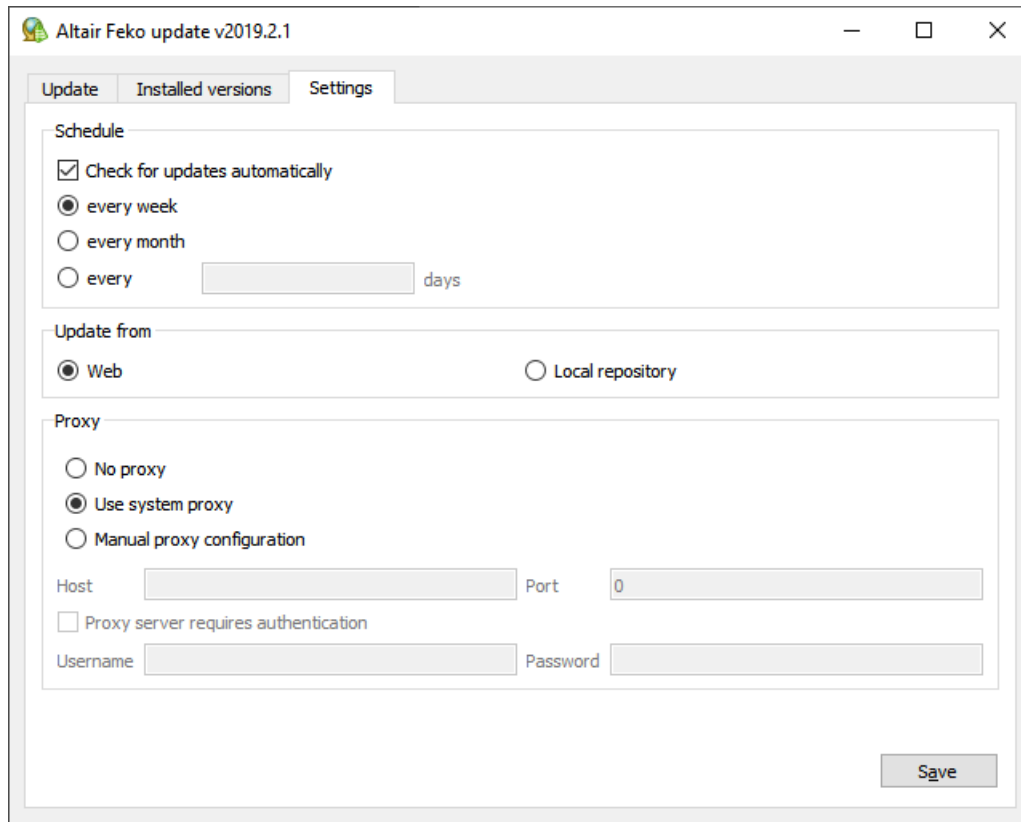 Altair Feko update v2019.2.1
Update Installed versions Settings
Schedule
Check for updates automatically
every week
every month
every days
Update from
Web Local repository
Proxy
No proxy
Use system proxy
Manual proxy configuration
Host Port 0
Proxy server requires authentication
Username Password
Save